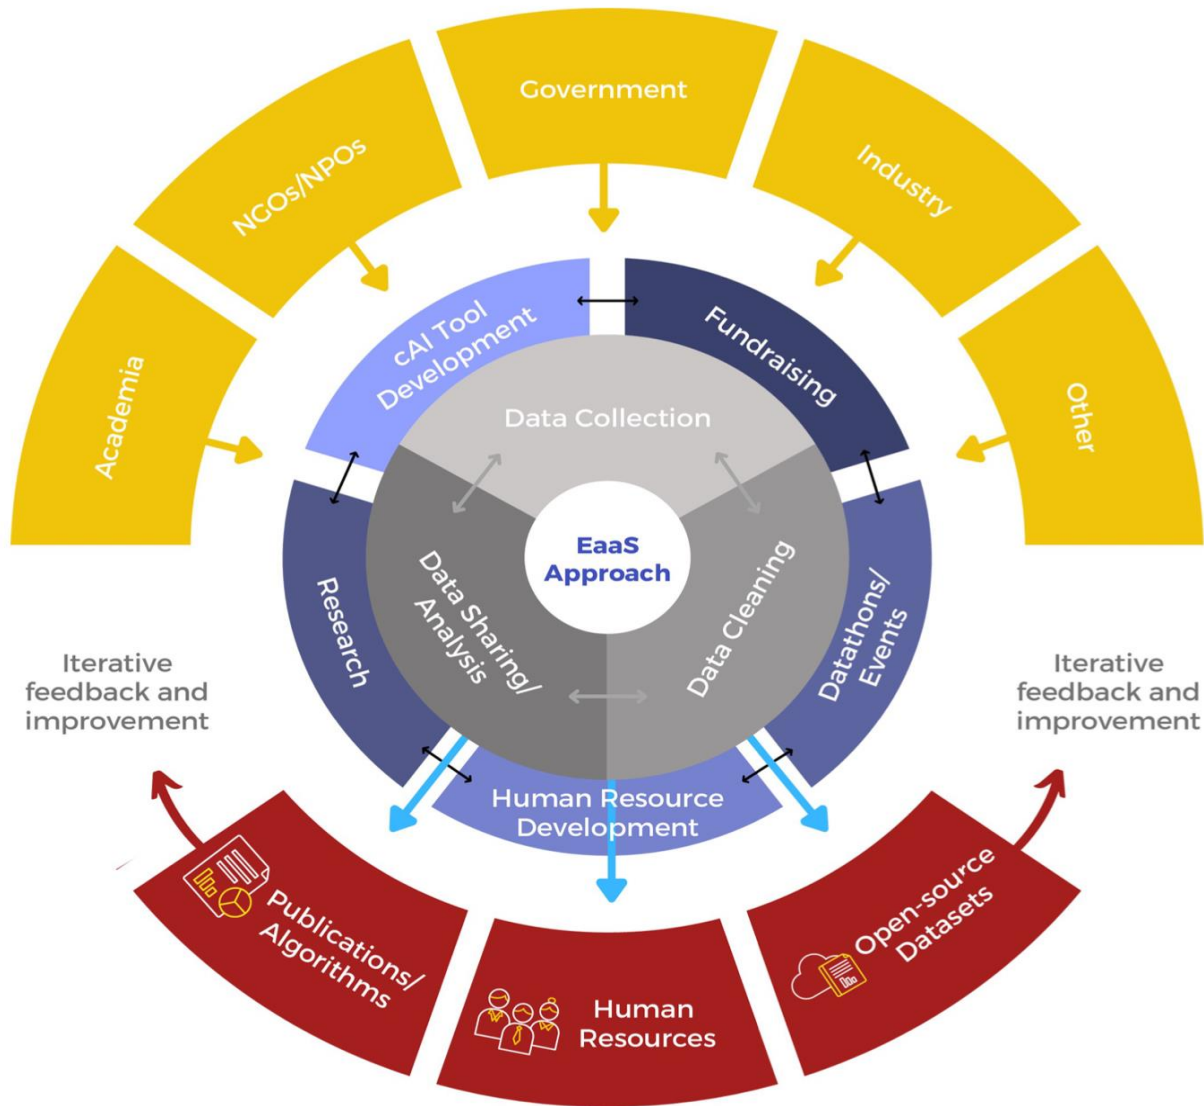 Government
NGOs/NPOs
Industry
Academia
Other
cAI Tool
Development
Fundraising
Data Collection
EaaS
Approach
Research
Data Sharing/
Analysis
Data Cleaning
Datathons/
Events
Iterative
feedback and
improvement
Iterative
feedback and
improvement
Human Resource
Development
Publications/
Algorithms
Human
Resources
Open-source
Datasets